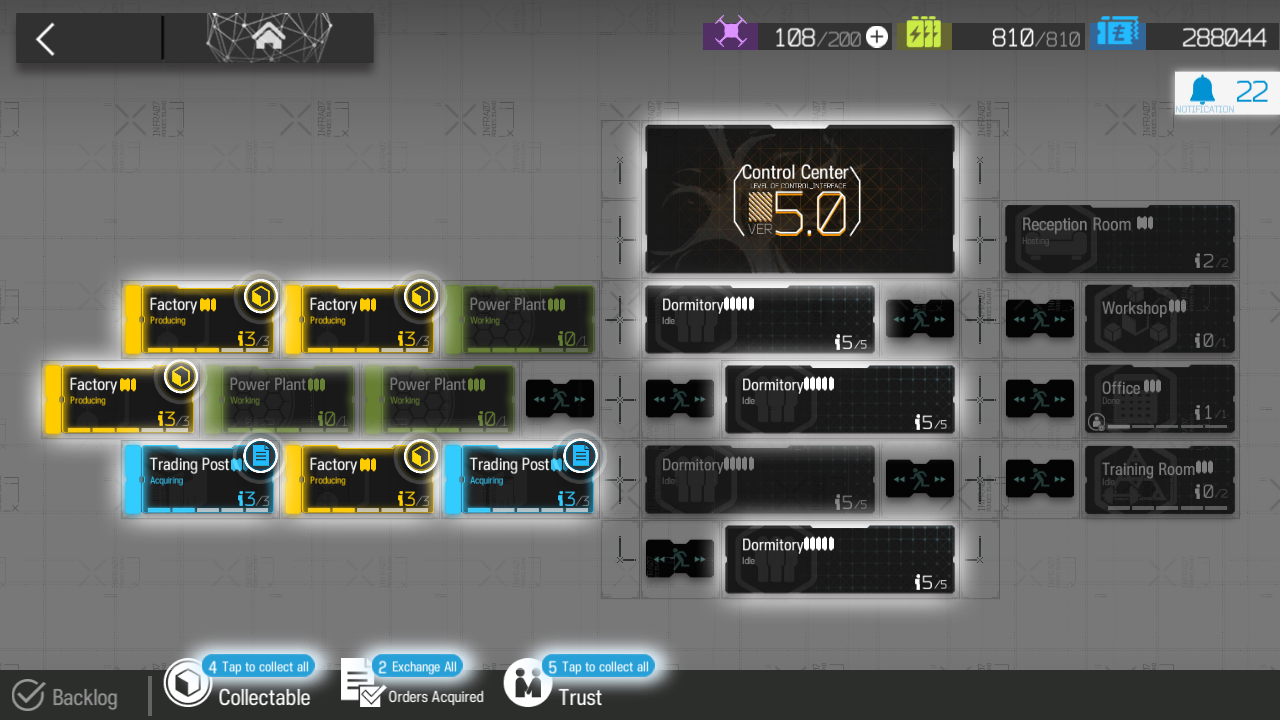 108/200
810/810
288044
22
NOTIFICATION
Control Center
LEVEL OF CONTROL_INTERFACE
VER 5.0
Reception Room
Hosting
2/2
Factory
Producing
3/3
Factory
Producing
3/3
Power Plant
Working
0/1
Dormitory
Idle
5/5
Workshop
0/1
Factory
Producing
3/3
Power Plant
Working
0/1
Power Plant
Working
0/1
Dormitory
Idle
5/5
Office
Done
1/1
Trading Post
Acquiring
3/3
Factory
Producing
3/3
Trading Post
Acquiring
3/3
Dormitory
Idle
5/5
Training Room
Idle
0/2
Dormitory
Idle
5/5
Backlog
4 Tap to collect all
Collectable
2 Exchange All
Orders Acquired
5 Tap to collect all
Trust